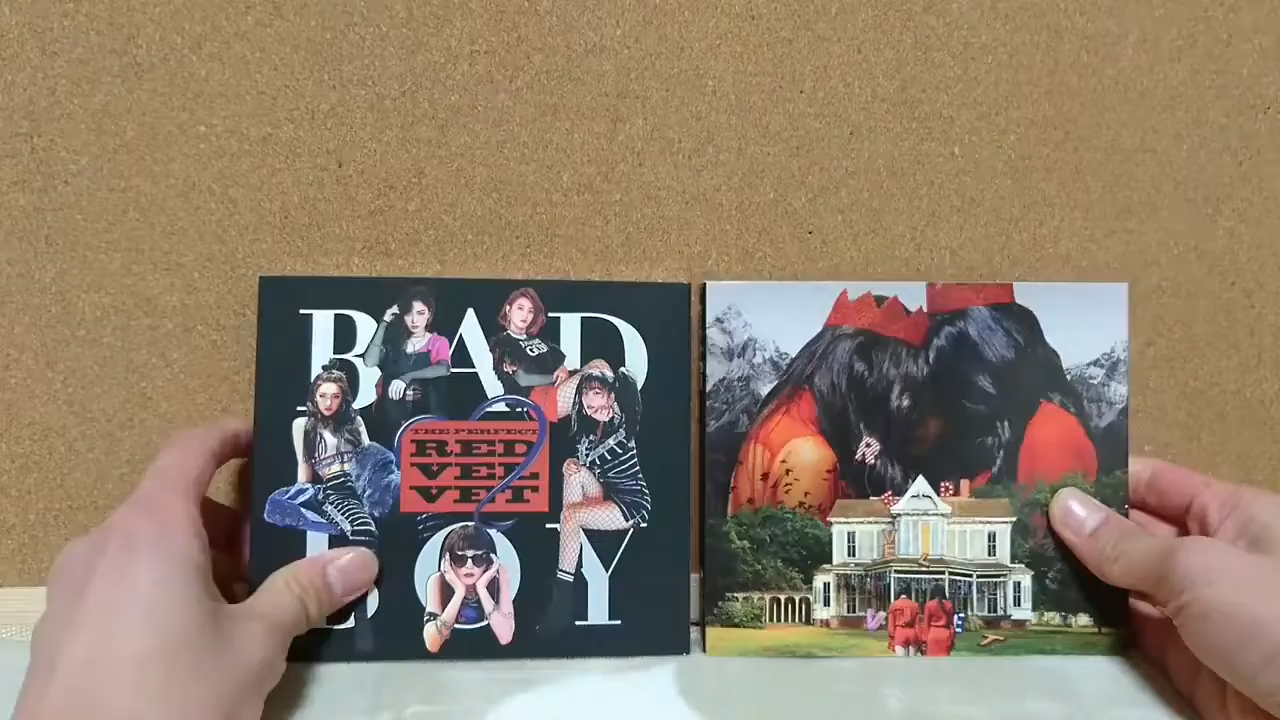 BAD
THE PERFECT
RED
VEL
VET
BOY